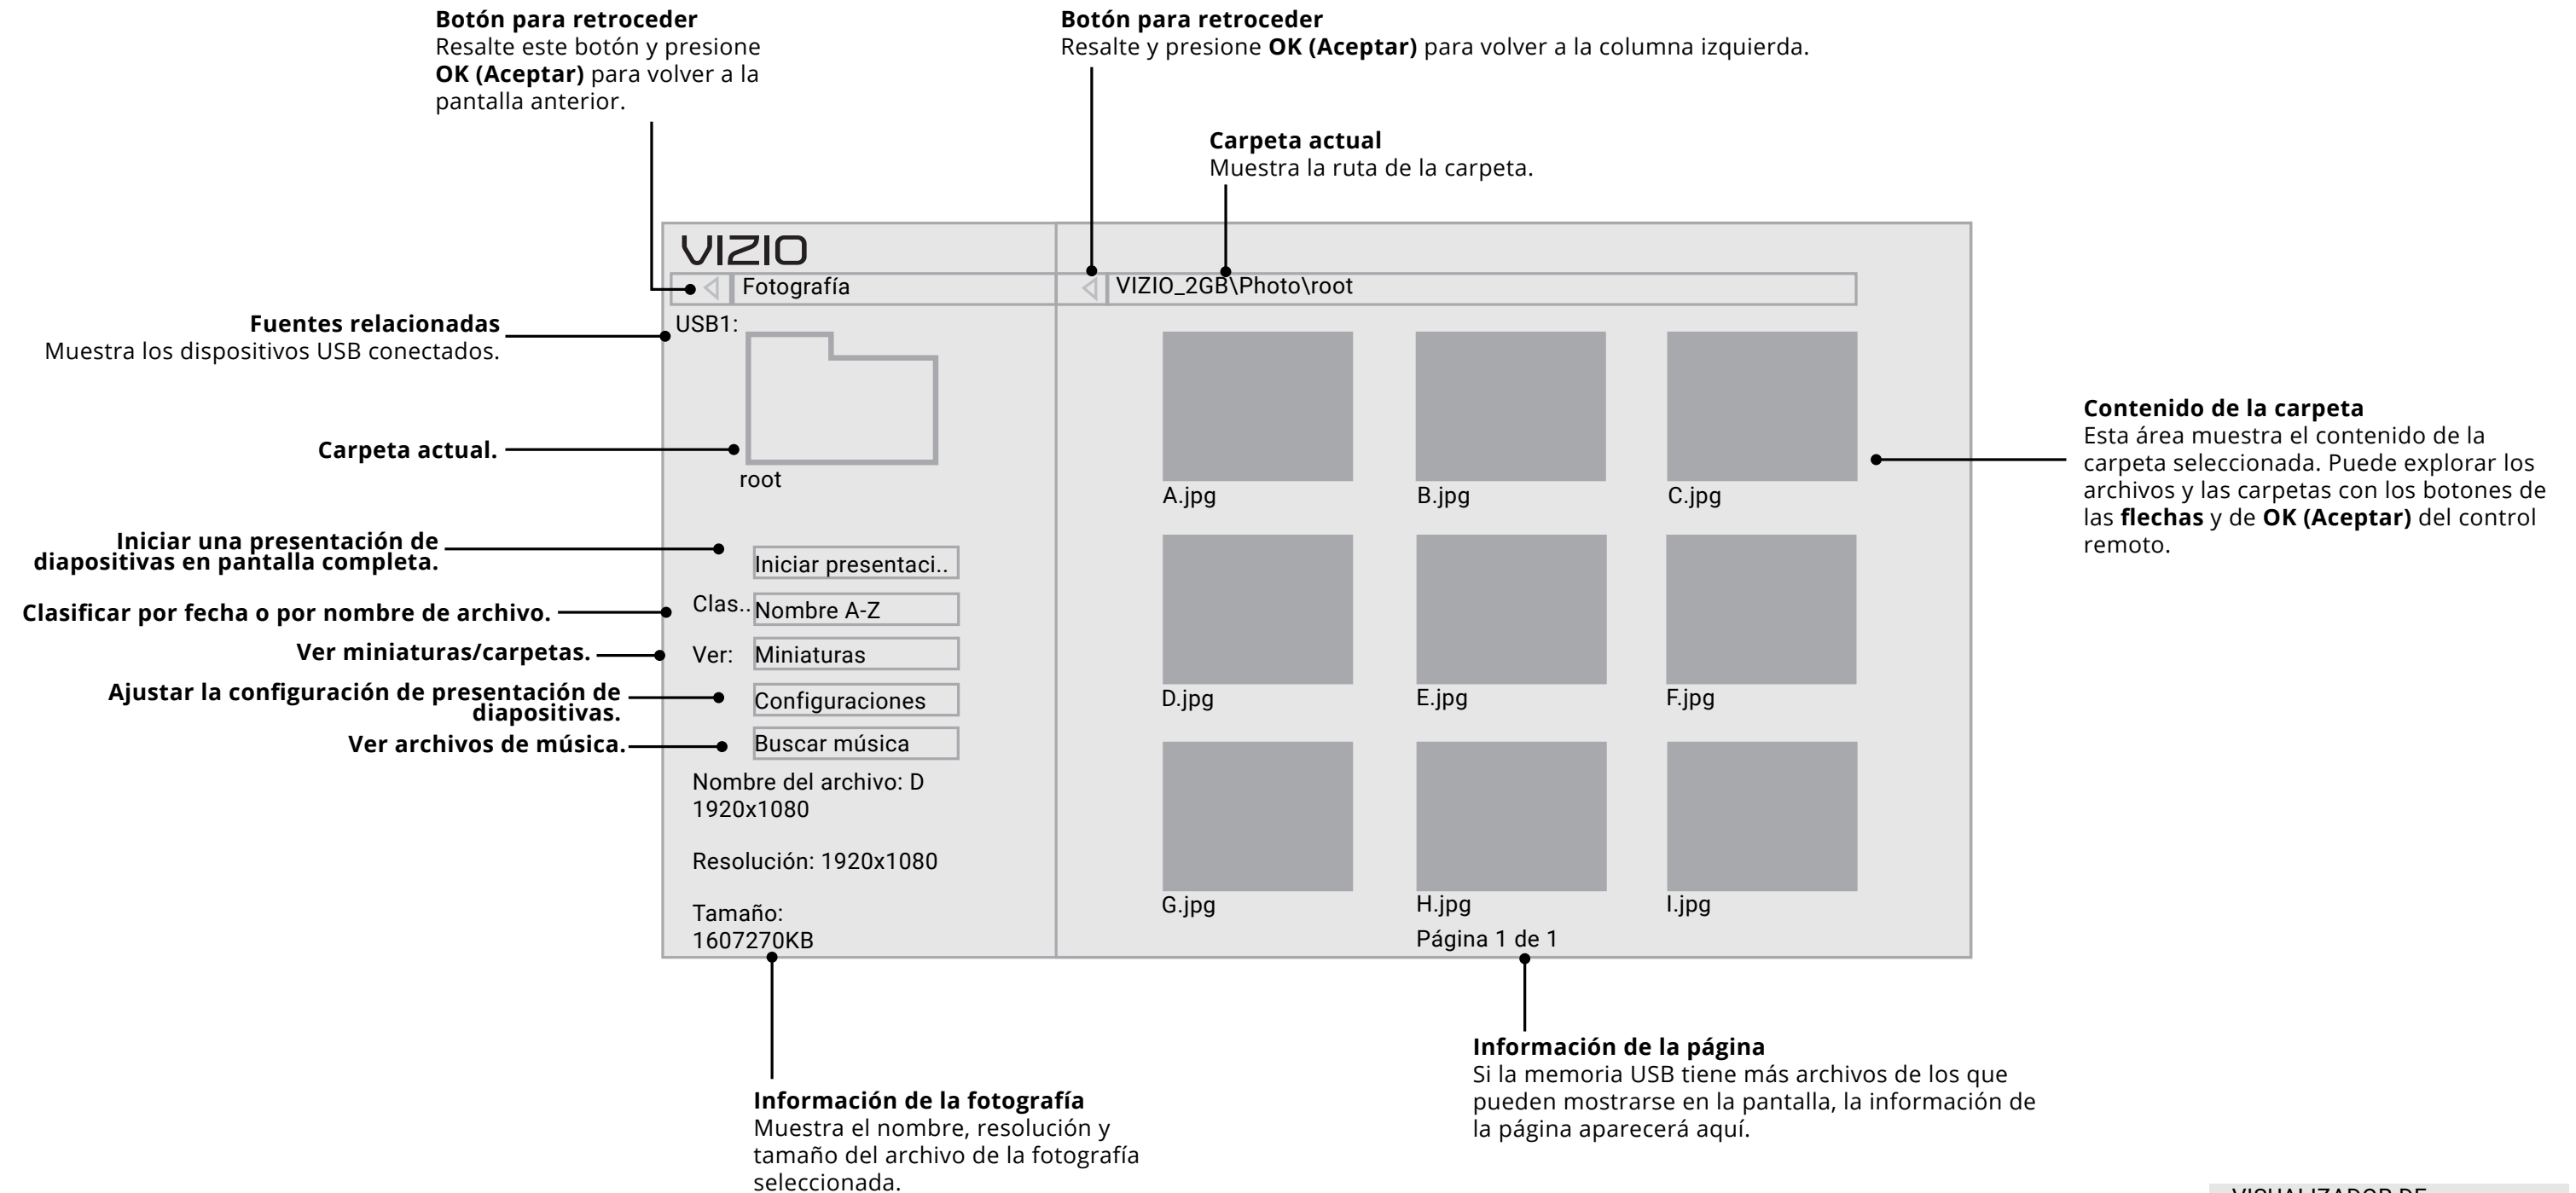 Botón para retroceder
Resalte este botón y presione
OK (Aceptar) para volver a la
pantalla anterior.
Botón para retroceder
Resalte y presione OK (Aceptar) para volver a la columna izquierda.
Carpeta actual
Muestra la ruta de la carpeta.
VIZIO
Fotografía
VIZIO_2GB\Photo\root
Fuentes relacionadas
Muestra los dispositivos USB conectados.
USB1:
Carpeta actual.
root
Iniciar una presentación de
diapositivas en pantalla completa.
Iniciar presentaci..
Clasificar por fecha o por nombre de archivo.
Clas..
Nombre A-Z
Ver miniaturas/carpetas.
Ver:
Miniaturas
Ajustar la configuración de presentación de
diapositivas.
Configuraciones
Ver archivos de música.
Buscar música
Nombre del archivo: D
1920x1080
Resolución: 1920x1080
Tamaño:
1607270KB
A.jpg
B.jpg
C.jpg
D.jpg
E.jpg
F.jpg
G.jpg
H.jpg
I.jpg
Página 1 de 1
Contenido de la carpeta
Esta área muestra el contenido de la
carpeta seleccionada. Puede explorar los
archivos y las carpetas con los botones de
las flechas y de OK (Aceptar) del control
remoto.
Información de la fotografía
Muestra el nombre, resolución y
tamaño del archivo de la fotografía
seleccionada.
Información de la página
Si la memoria USB tiene más archivos de los que
pueden mostrarse en la pantalla, la información de
la página aparecerá aquí.
VISUALIZADOR DE